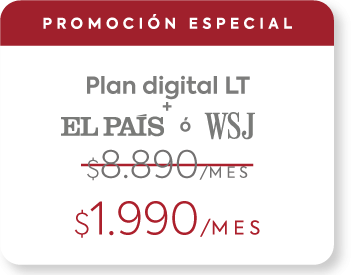 PROMOCIÓN ESPECIAL
Plan digital LT
+
EL PAÍS ó WSJ
$8.890/MES
$1.990/MES